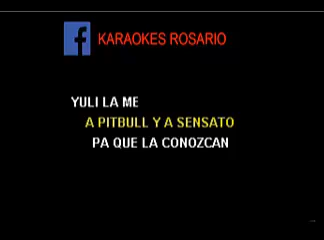 KARAOKES ROSARIO
YULI LA ME
A PITBULL Y A SENSATO
PA QUE LA CONOZCAN